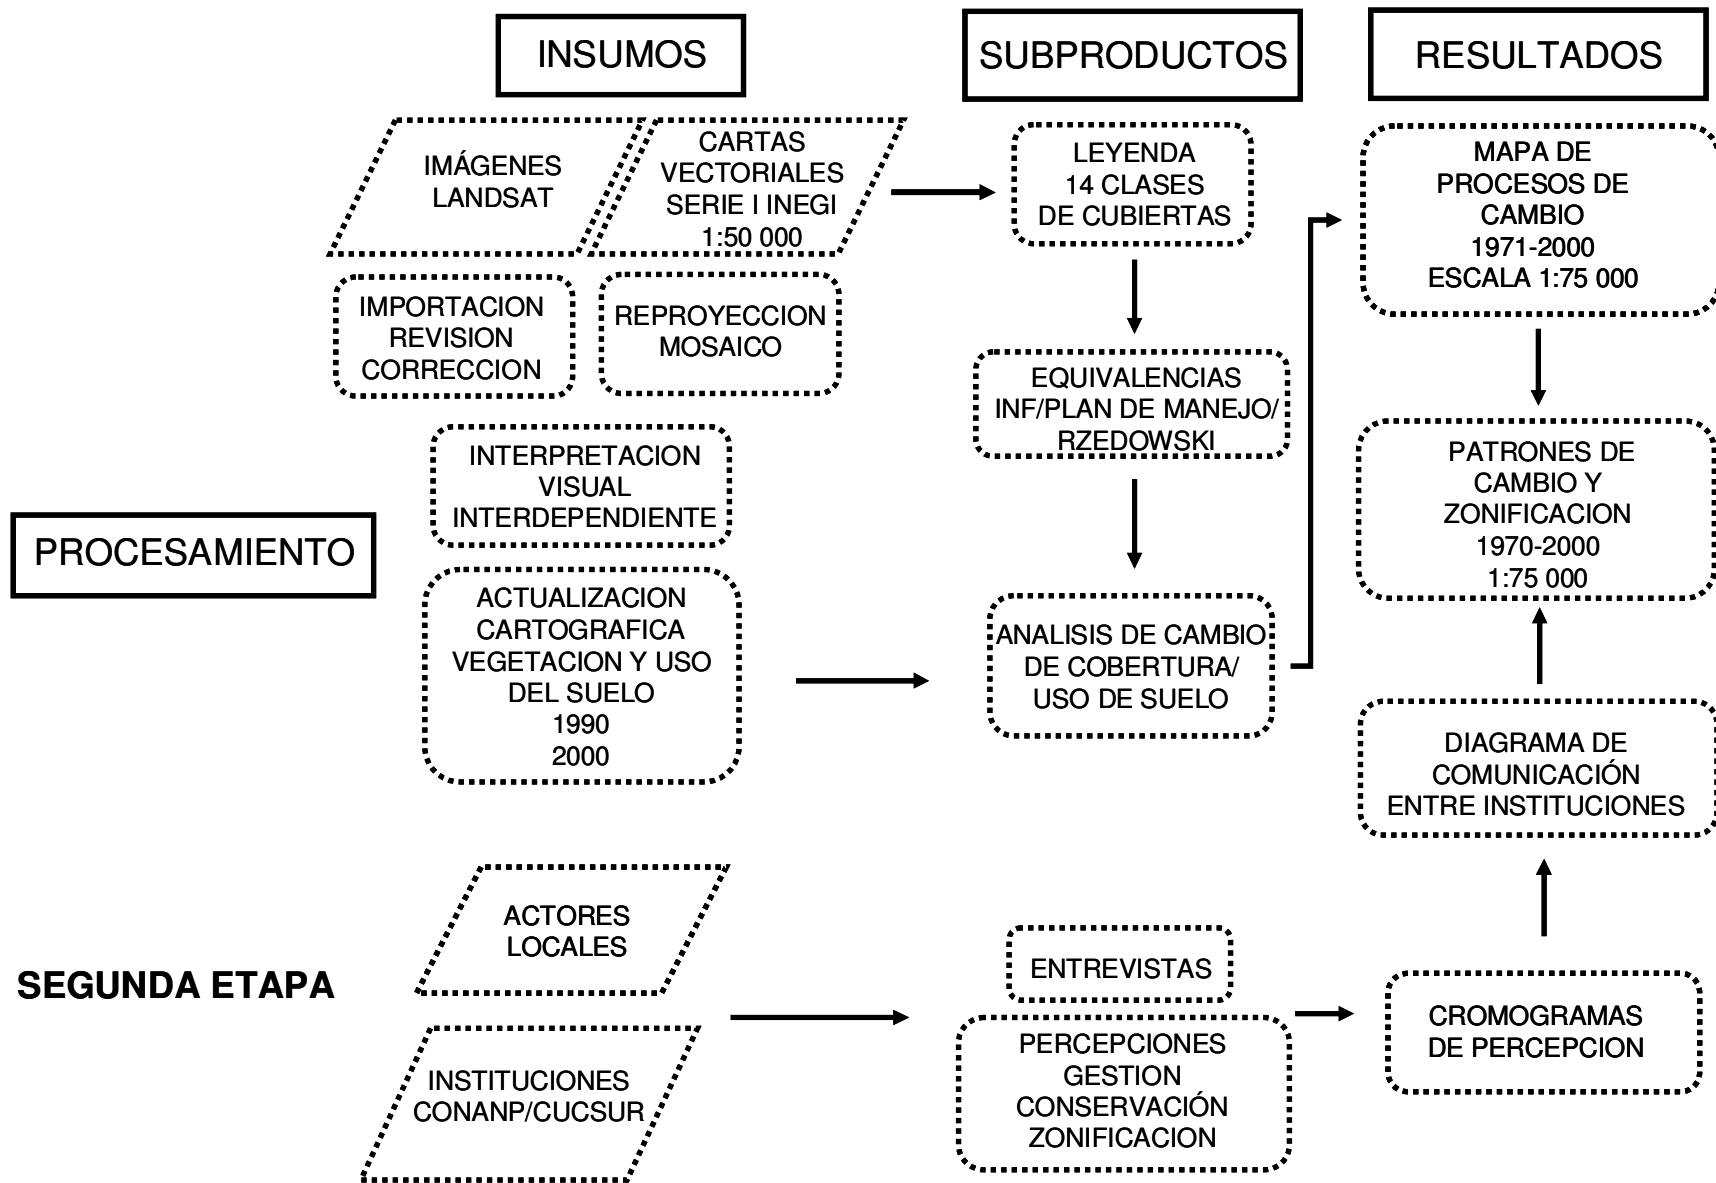 INSUMOS
SUBPRODUCTOS
RESULTADOS
IMÁGENES
LANDSAT
CARTAS
VECTORIALES
SERIE I INEGI
1:50 000
LEYENDA
14 CLASES
DE CUBIERTAS
MAPA DE
PROCESOS DE
CAMBIO
1971-2000
ESCALA 1:75 000
IMPORTACION
REVISION
CORRECCION
REPROYECCION
MOSAICO
EQUIVALENCIAS
INF/PLAN DE MANEJO/
RZEDOWSKI
PATRONES DE
CAMBIO Y
ZONIFICACION
1970-2000
1:75 000
INTERPRETACION
VISUAL
INTERDEPENDIENTE
PROCESAMIENTO
ACTUALIZACION
CARTOGRAFICA
VEGETACION Y USO
DEL SUELO
1990
2000
ANALISIS DE CAMBIO
DE COBERTURA/
USO DE SUELO
DIAGRAMA DE
COMUNICACIÓN
ENTRE INSTITUCIONES
SEGUNDA ETAPA
ACTORES
LOCALES
INSTITUCIONES
CONANP/CUCSUR
ENTREVISTAS
PERCEPCIONES
GESTION
CONSERVACIÓN
ZONIFICACION
CROMOGRAMAS
DE PERCEPCION